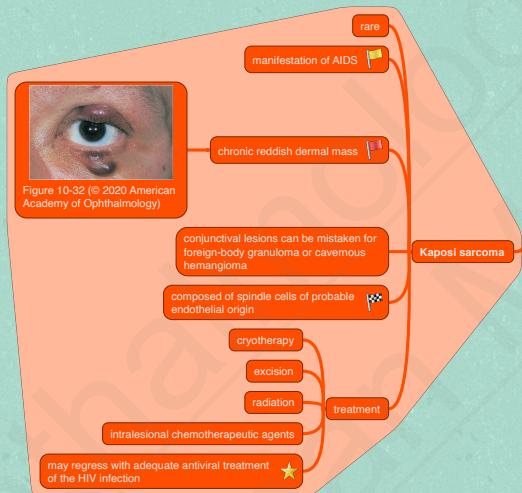 rare
manifestation of AIDS
Figure 10-32 (© 2020 American
Academy of Ophthalmology)
chronic reddish dermal mass
conjunctival lesions can be mistaken for
foreign-body granuloma or cavernous
hemangioma
Kaposi sarcoma
composed of spindle cells of probable
endothelial origin
cryotherapy
excision
radiation
treatment
intralesional chemotherapeutic agents
may regress with adequate antiviral treatment
of the HIV infection